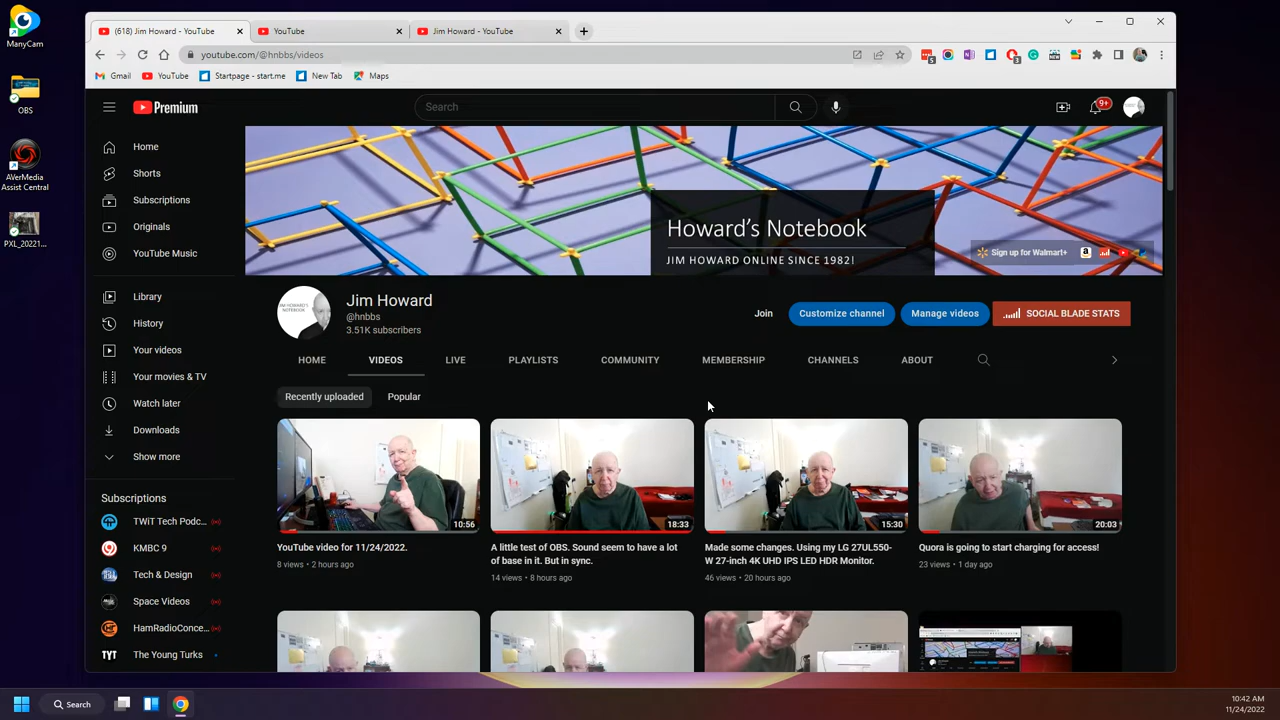 ManyCam
OBS
AVerMedia
Assist Central
PXL_20221...
(618) Jim Howard - YouTube
YouTube
Jim Howard - YouTube
youtube.com/@hnbbs/videos
5
3
NEW
Gmail
YouTube
Startpage - start.me
New Tab
Maps
Premium
Search
9+
Home
Shorts
Subscriptions
Originals
YouTube Music
Library
History
Your videos
Your movies & TV
Watch later
Downloads
Show more
Subscriptions
TWiT Tech Podc...
KMBC 9
Tech & Design
Space Videos
HamRadioConce...
TYT
The Young Turks
Howard's Notebook
JIM HOWARD ONLINE SINCE 1982!
Sign up for Walmart+
JIM HOWARD'S
NOTEBOOK
Jim Howard
@hnbbs
3.51K subscribers
Join
Customize channel
Manage videos
SOCIAL BLADE STATS
HOME
VIDEOS
LIVE
PLAYLISTS
COMMUNITY
MEMBERSHIP
CHANNELS
ABOUT
Recently uploaded
Popular
10:56
18:33
15:30
20:03
YouTube video for 11/24/2022.
8 views • 2 hours ago
A little test of OBS. Sound seem to have a lot
of base in it. But in sync.
14 views • 8 hours ago
Made some changes. Using my LG 27UL550-
W 27-inch 4K UHD IPS LED HDR Monitor.
46 views • 20 hours ago
Quora is going to start charging for access!
23 views • 1 day ago
Search
10:42 AM
11/24/2022